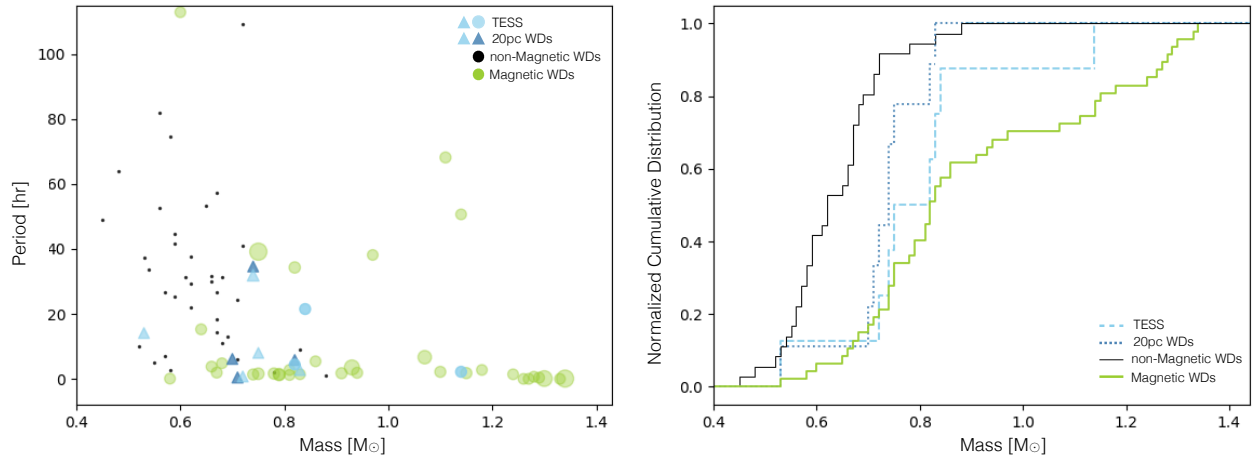 TESS
20pc WDs
non-Magnetic WDs
Magnetic WDs
Period [hr]
100
80
60
40
20
0
0.4
0.6
0.8
1.0
1.2
1.4
Mass [M☉]
Normalized Cumulative Distribution
1.0
0.8
0.6
0.4
0.2
0.0
TESS
20pc WDs
non-Magnetic WDs
Magnetic WDs
0.4
0.6
0.8
1.0
1.2
1.4
Mass [M☉]